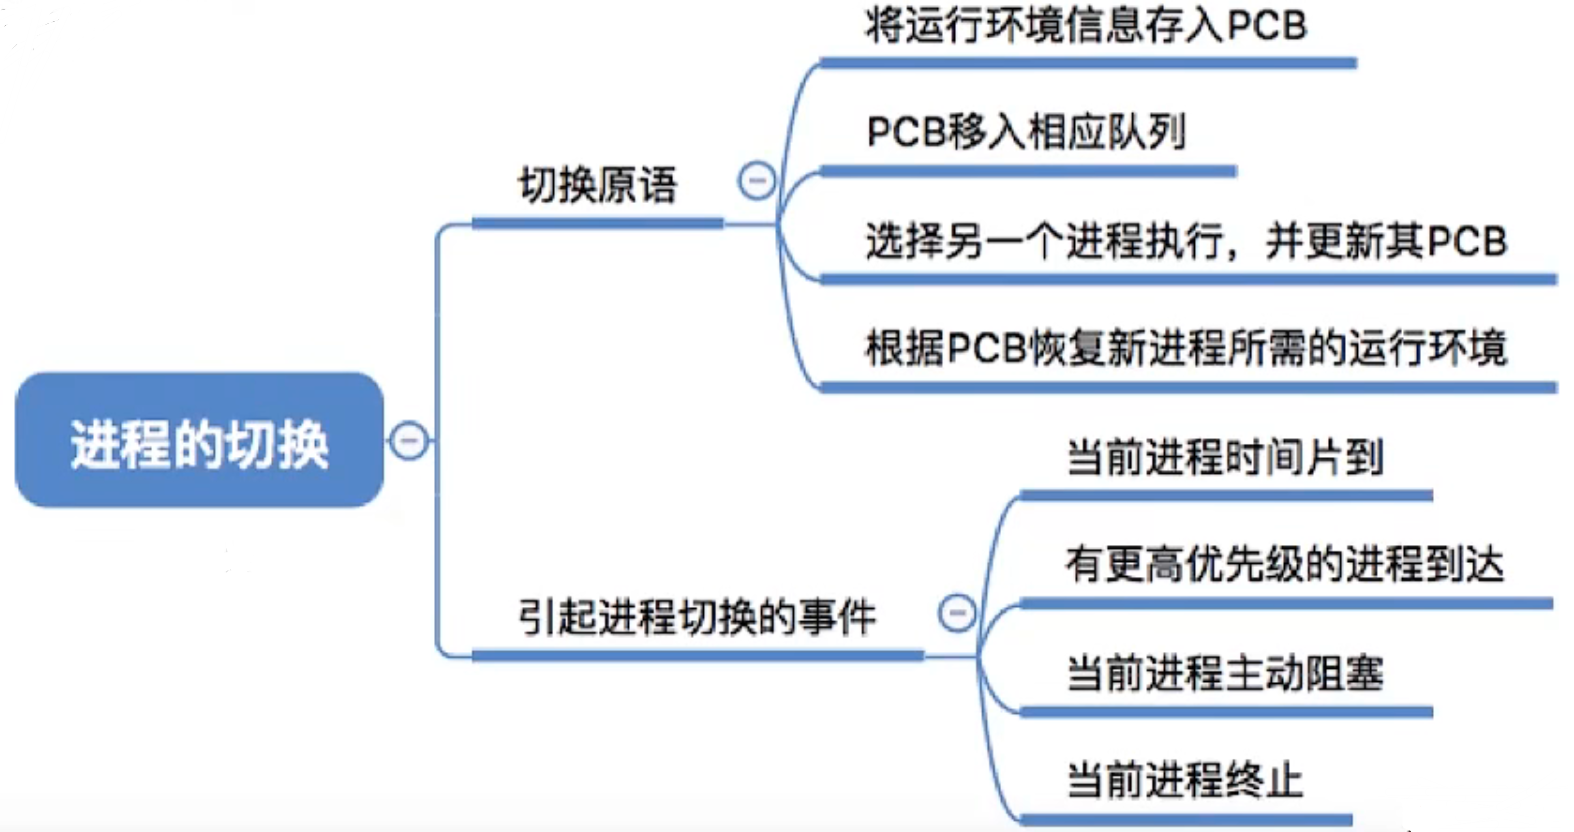 进程的切换
切换原语
将运行环境信息存入PCB
PCB移入相应队列
选择另一个进程执行，并更新其PCB
根据PCB恢复新进程所需的运行环境
引起进程切换的事件
当前进程时间片到
有更高优先级的进程到达
当前进程主动阻塞
当前进程终止